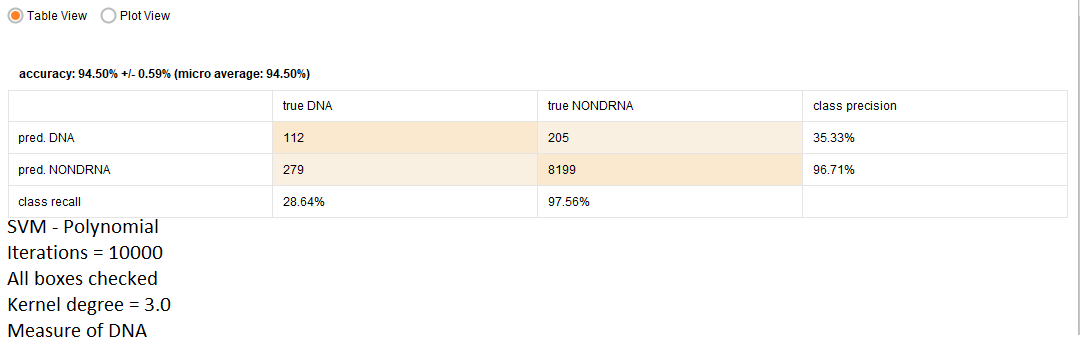 Table View Plot View
accuracy: 94.50% +/- 0.59% (micro average: 94.50%)
true DNA true NONDRNA class precision
pred. DNA 112 205 35.33%
pred. NONDRNA 279 8199 96.71%
class recall 28.64% 97.56%
SVM - Polynomial
Iterations = 10000
All boxes checked
Kernel degree = 3.0
Measure of DNA